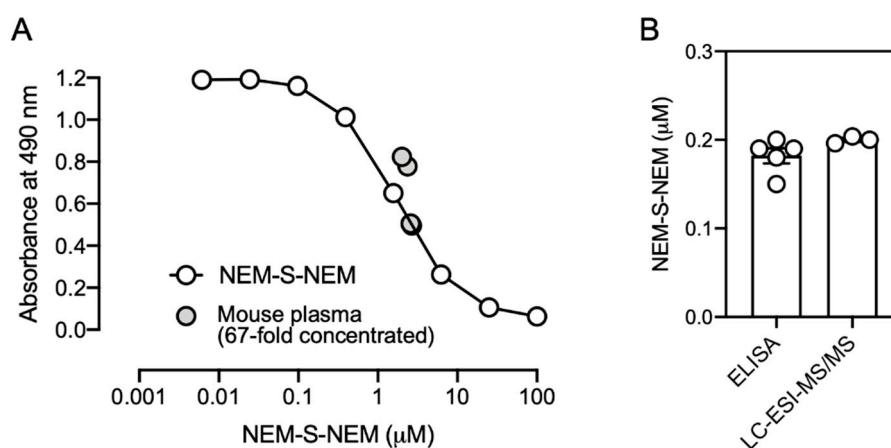 A
Absorbance at 490 nm
1.2
1.0
0.8
0.6
0.4
0.2
0.0
NEM-S-NEM
Mouse plasma
(67-fold concentrated)
0.001
0.01
0.1
1
10
100
NEM-S-NEM (μM)
B
NEM-S-NEM (μM)
0.3
0.2
0.1
0.0
ELISA
LC-ESI-MS/MS